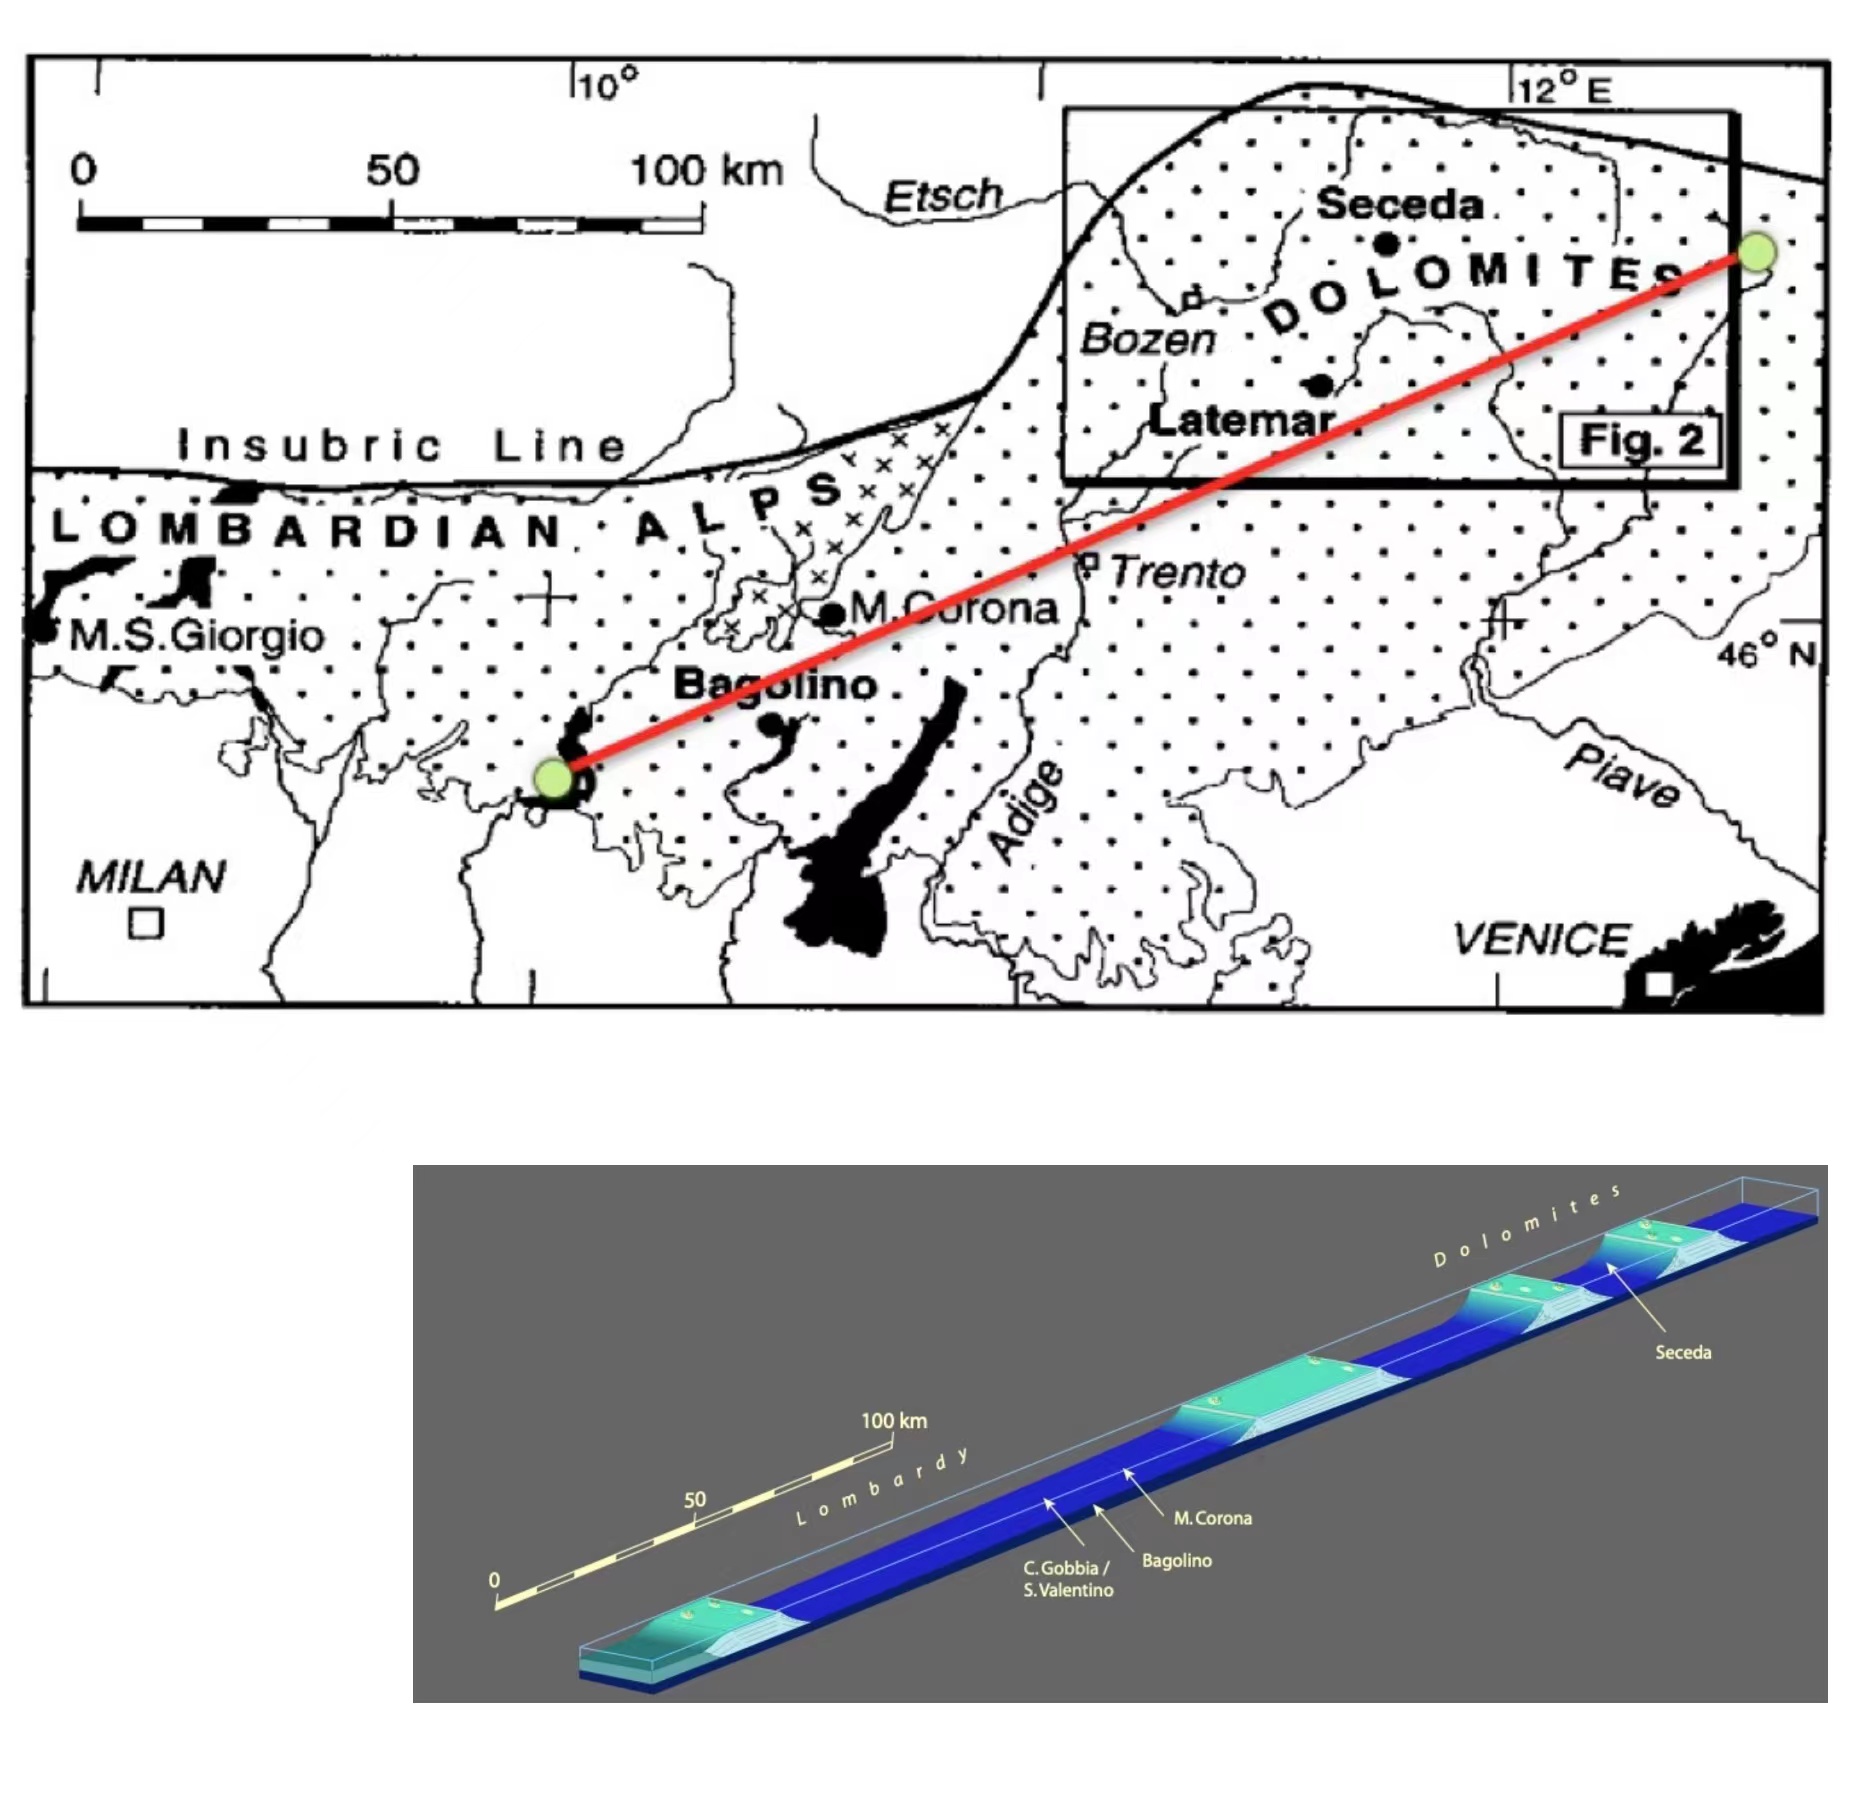 10°
12° E
0 50 100 km
Etsch
Seceda
DOLOMITES
Bozen
Latemar
Insubric Line
Fig. 2
LOMBARDIAN ALPS
Trento
M. Corona
M.S.Giorgio
46° N
Bagolino
Piave
Adige
MILAN
VENICE
Dolomites
Seceda
100 km
Lombardy
50
M. Corona
C. Gobbia /
S. Valentino
Bagolino
0